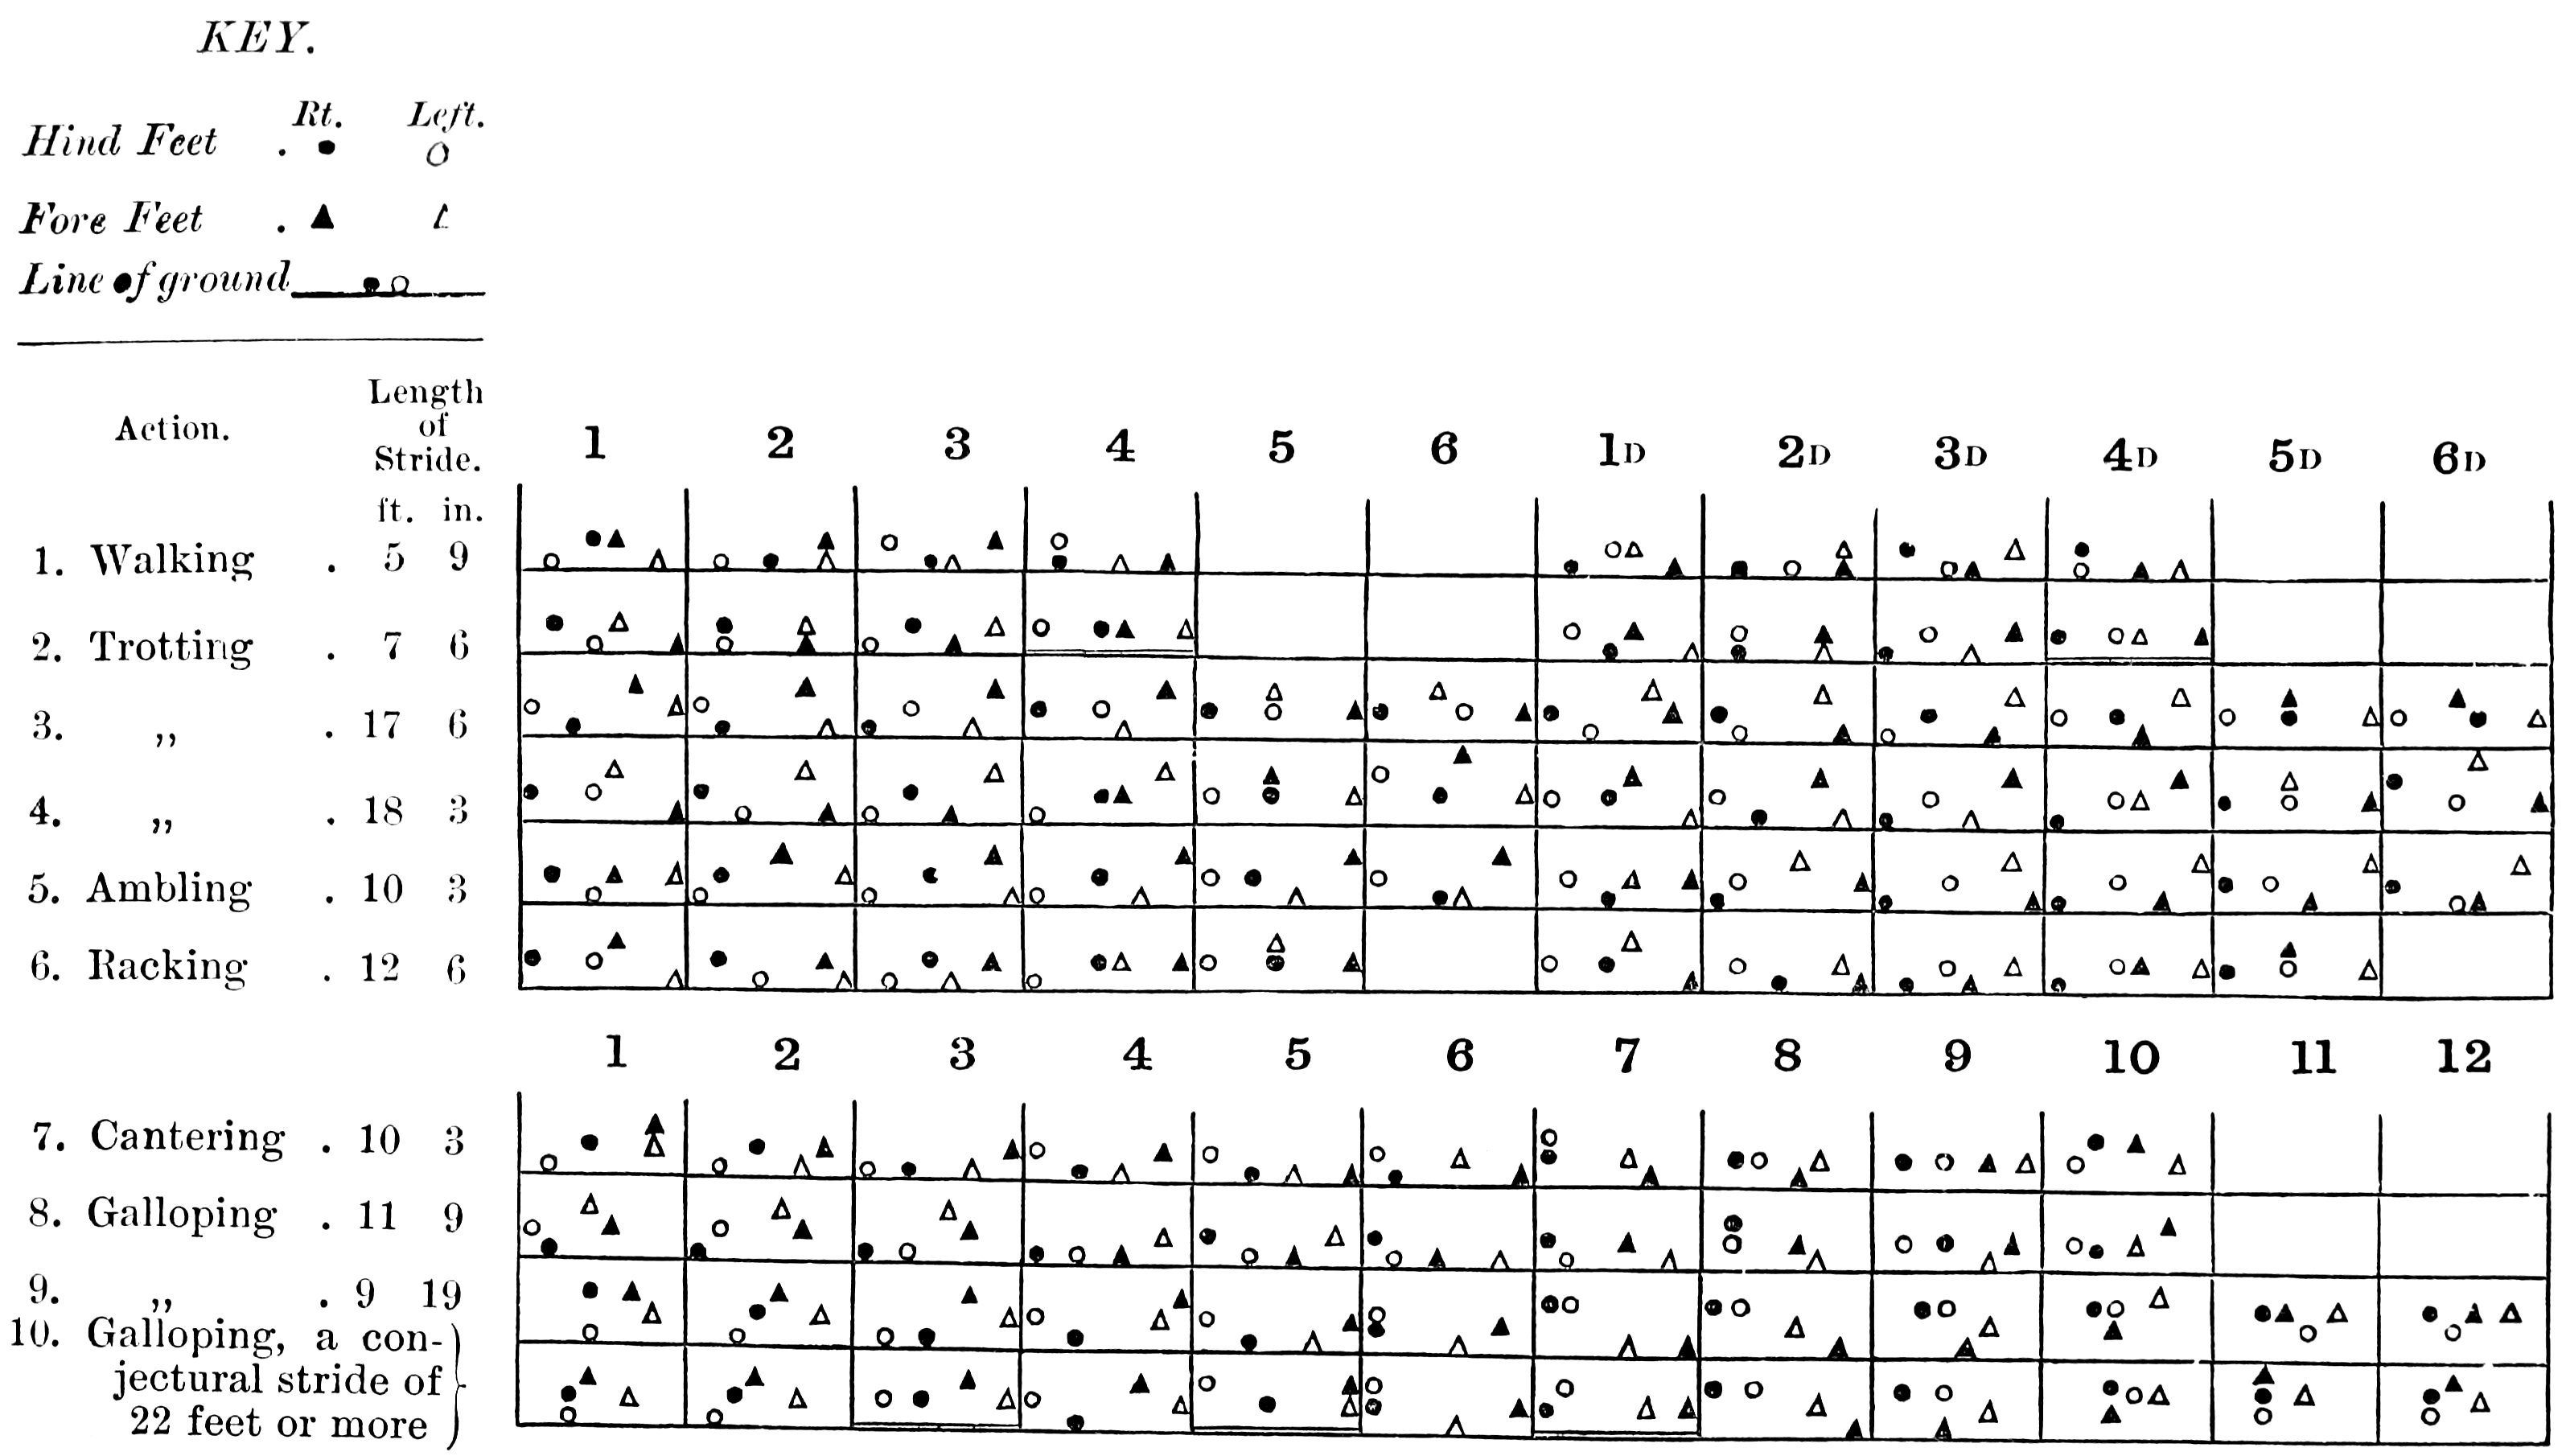 KEY.
Rt. Left.
Hind Feet .
Fore Feet .
Line of ground
Action. Length of Stride. 1 2 3 4 5 6 1D 2D 3D 4D 5D 6D
ft. in.
1. Walking . 5 9
2. Trotting . 7 6
3. „ . 17 6
4. „ . 18 3
5. Ambling . 10 3
6. Racking . 12 6
1 2 3 4 5 6 7 8 9 10 11 12
7. Cantering . 10 3
8. Galloping . 11 9
9. „ . 9 19
10. Galloping, a con-
jectural stride of
22 feet or more